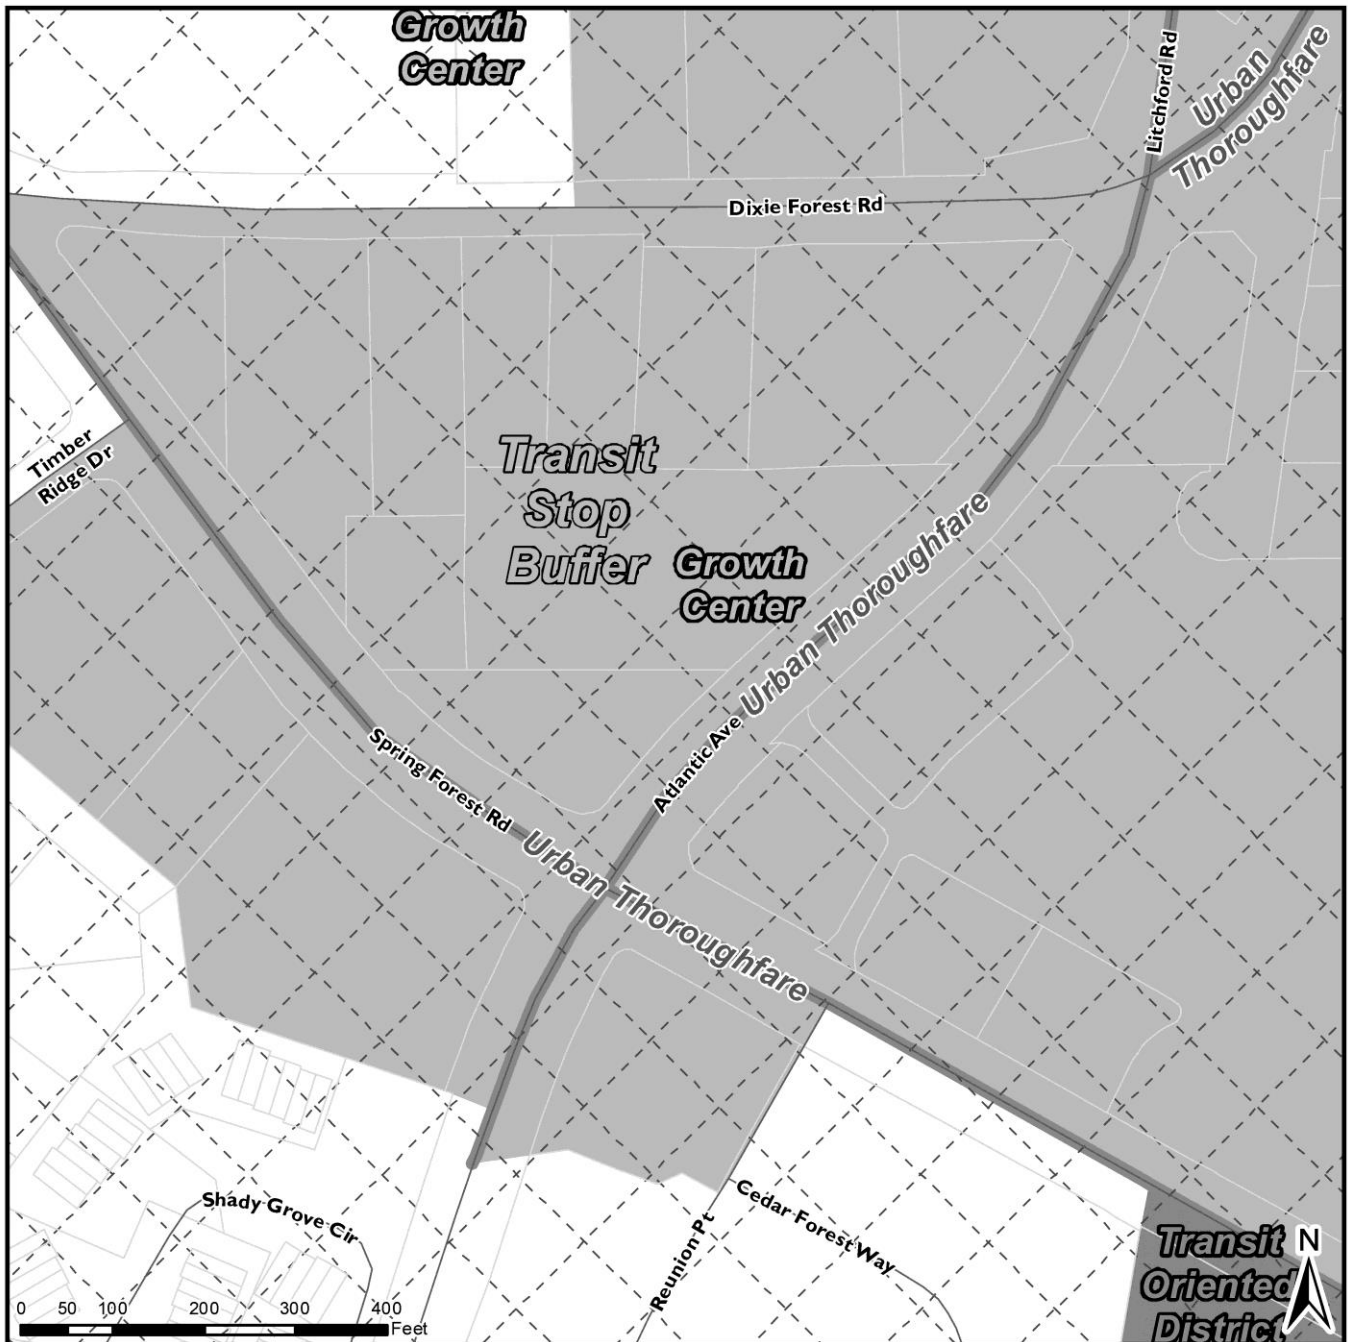 Growth
Center
Litchford Rd
Urban
Thoroughfare
Dixie Forest Rd
Timber
Ridge Dr
Transit
Stop
Buffer
Growth
Center
Urban Thoroughfare
Atlantic Ave
Spring Forest Rd
Urban Thoroughfare
Shady Grove Cir
Reunion Pt
Cedar Forest Way
Transit
Oriented
District
N
0 50 100 200 300 400
Feet